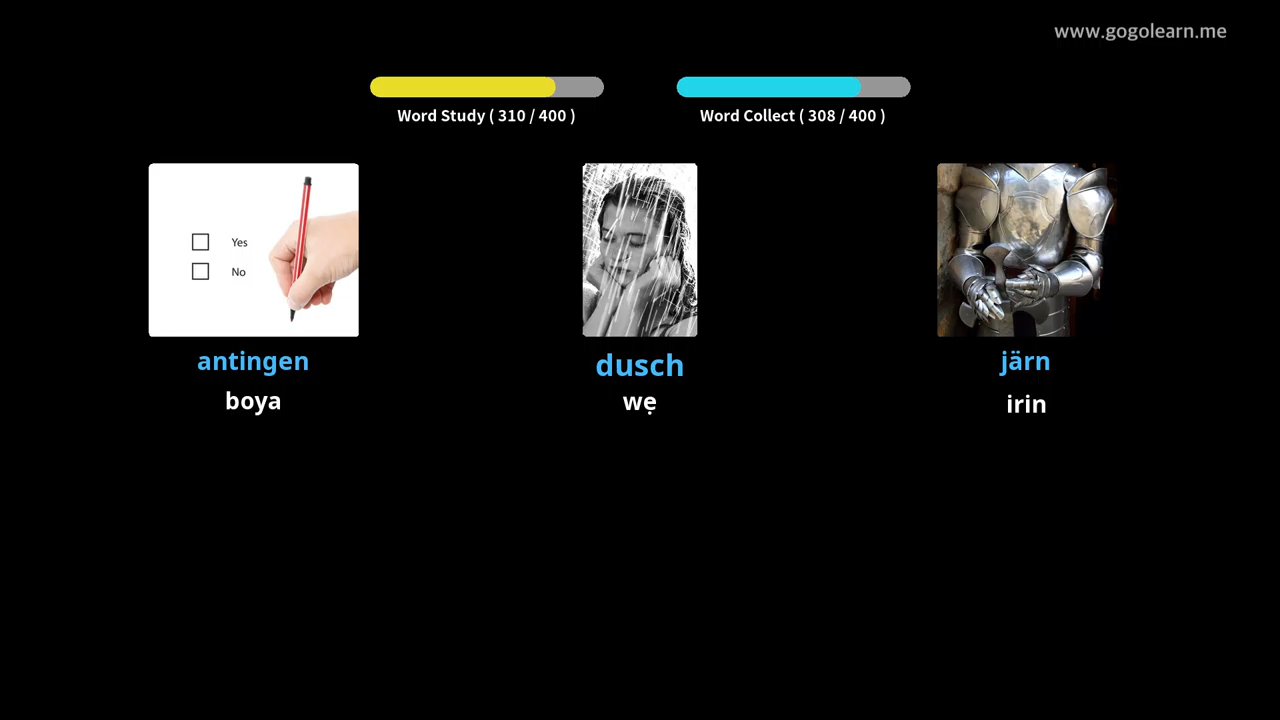 www.gogolearn.me
Word Study ( 310 / 400 )
Word Collect ( 308 / 400 )
Yes
No
antingen
boya
dusch
wẹ
järn
irin